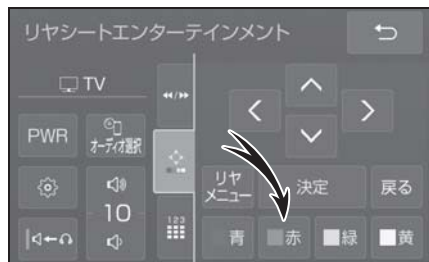 リヤシートエンターテインメント
TV
PWR
オーディオ選択
10
123
リヤ
メニュー
決定
戻る
青
赤
緑
黄